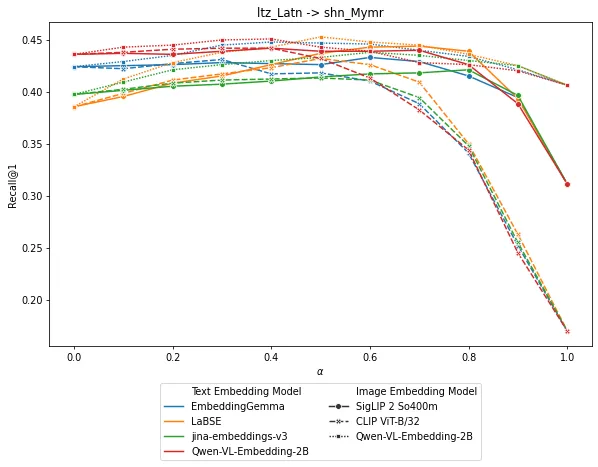 ltz_Latn -> shn_Mymr
0.45
0.40
0.35
0.30
0.25
0.20
Recall@1
0.0 0.2 0.4 0.6 0.8 1.0
α
Text Embedding Model
EmbeddingGemma
LaBSE
jina-embeddings-v3
Qwen-VL-Embedding-2B
Image Embedding Model
SigLIP 2 So400m
CLIP ViT-B/32
Qwen-VL-Embedding-2B